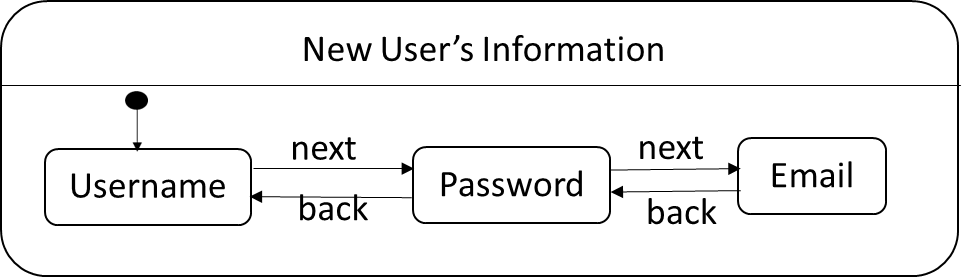 New User's Information
next
next
Username
Password
Email
back
back